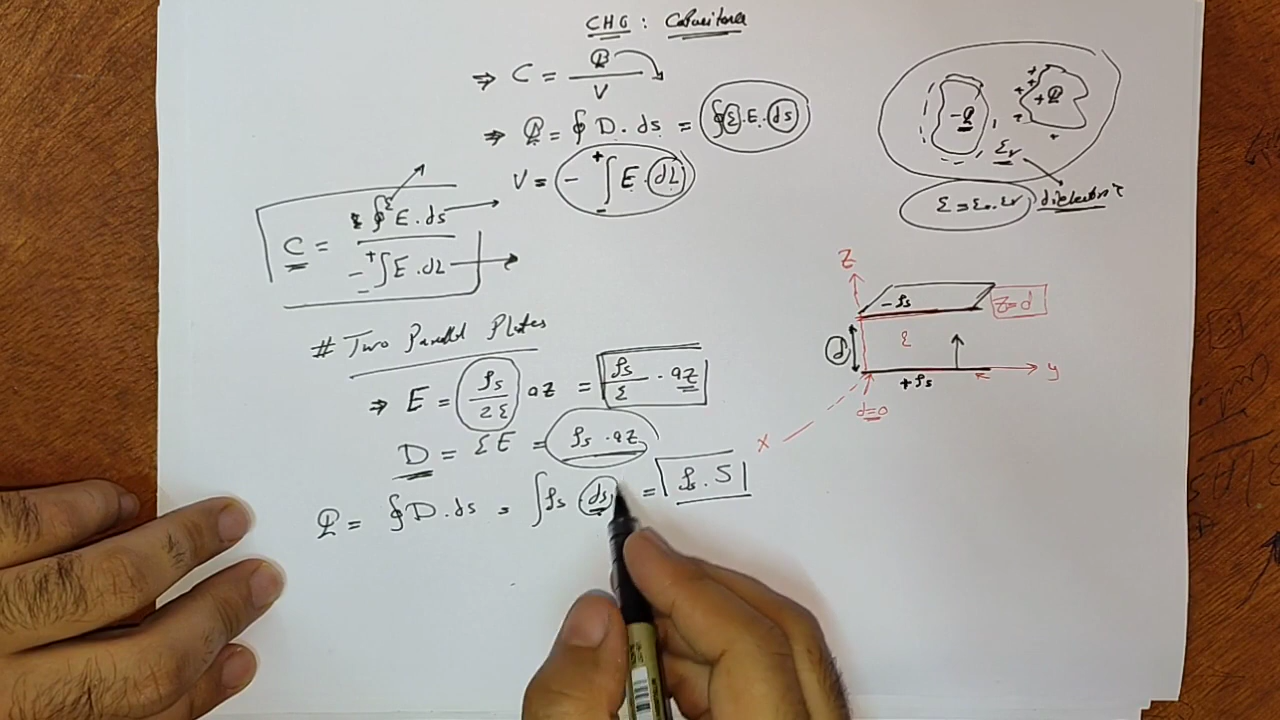 CH6 : Capacitance
⇒ C = Q / V
⇒ Q = ∮ D . ds = ∮ ε . E . ds
V = - ∫ E . dL
+
-
C = ∮ ε E . ds / - ∫ E . dL
+
-
-Q
+Q
+ + + + +
εr
ε = ε0 . εr
dielectric
# Two Parallel Plates
⇒ E = ρs / 2ε az = ρs / ε . az
D = εE = ρs . az
Q = ∮ D . ds = ∫ ρs ds = ρs . S
Z
-ρs
Z=d
d
ε
+ρs
y
d=0
x